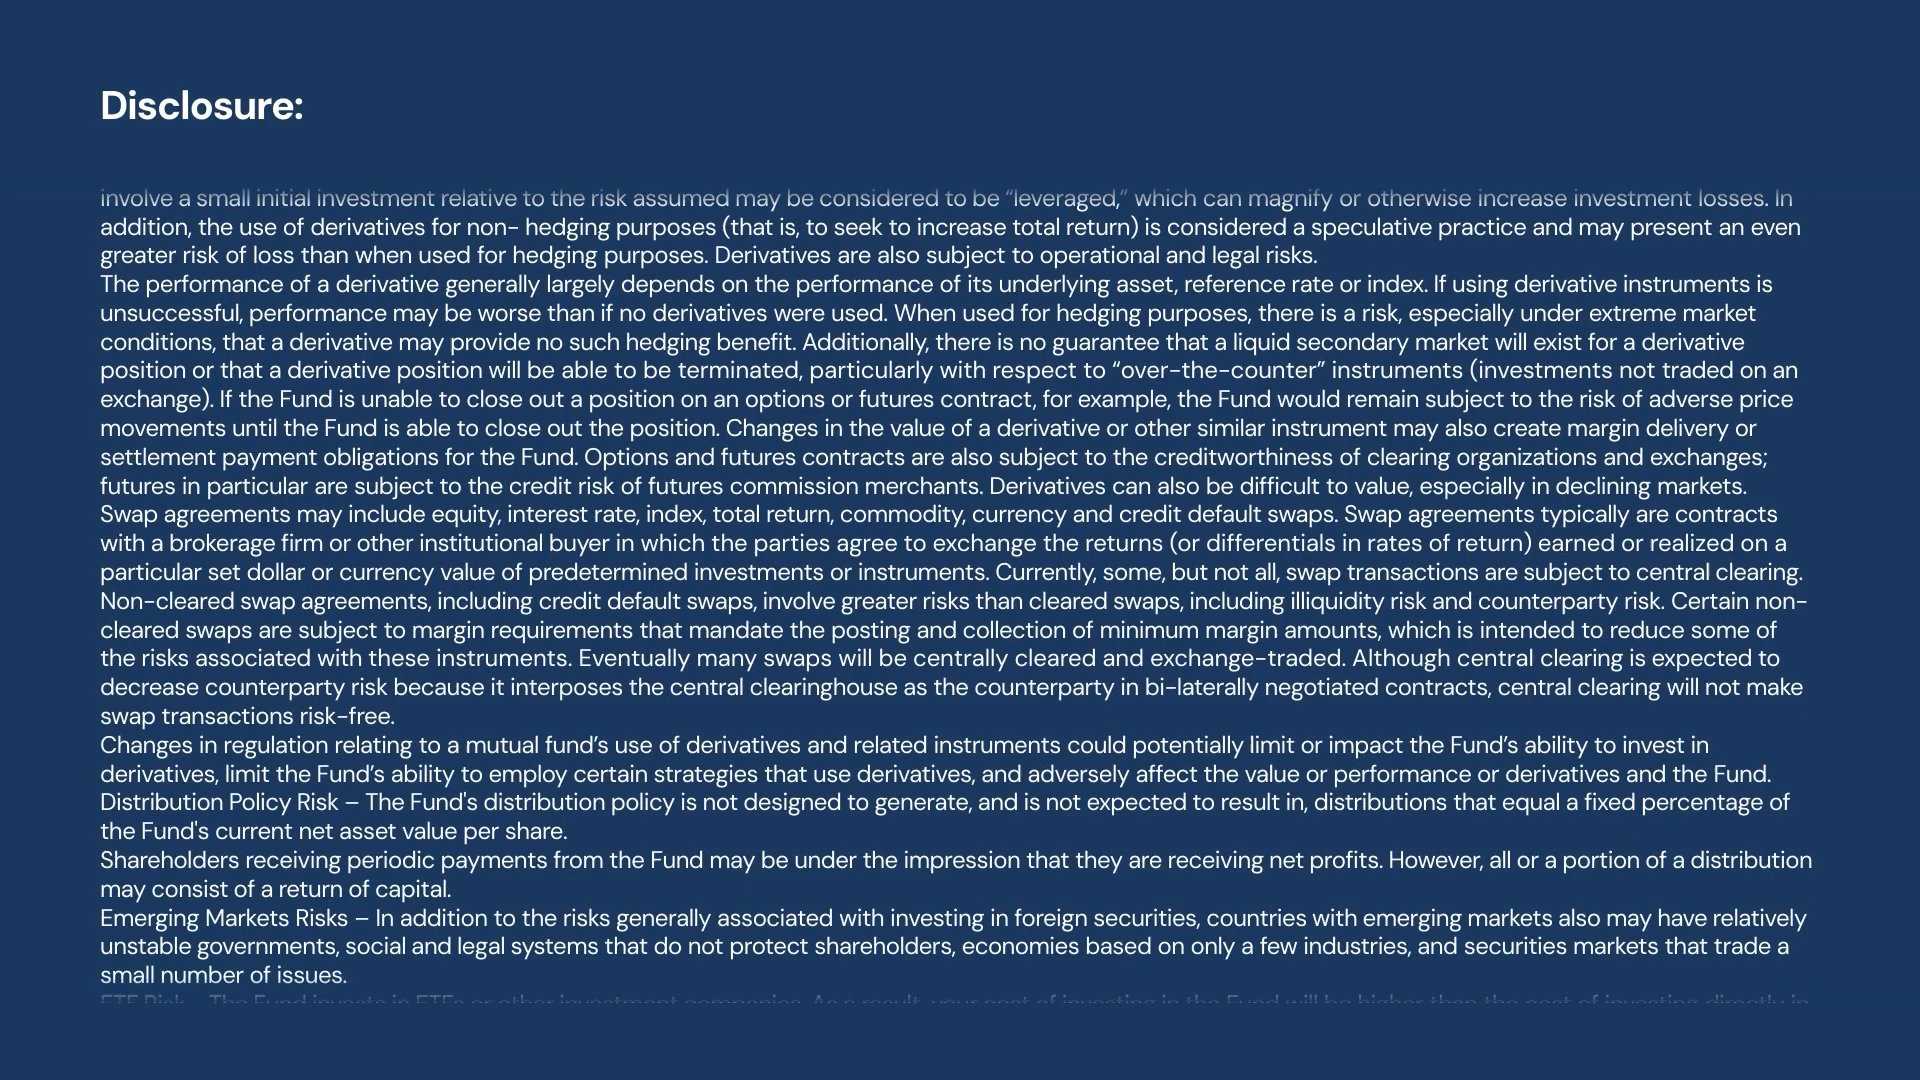 Disclosure:
involve a small initial investment relative to the risk assumed may be considered to be “leveraged,” which can magnify or otherwise increase investment losses. In
addition, the use of derivatives for non- hedging purposes (that is, to seek to increase total return) is considered a speculative practice and may present an even
greater risk of loss than when used for hedging purposes. Derivatives are also subject to operational and legal risks.
The performance of a derivative generally largely depends on the performance of its underlying asset, reference rate or index. If using derivative instruments is
unsuccessful, performance may be worse than if no derivatives were used. When used for hedging purposes, there is a risk, especially under extreme market
conditions, that a derivative may provide no such hedging benefit. Additionally, there is no guarantee that a liquid secondary market will exist for a derivative
position or that a derivative position will be able to be terminated, particularly with respect to “over-the-counter” instruments (investments not traded on an
exchange). If the Fund is unable to close out a position on an options or futures contract, for example, the Fund would remain subject to the risk of adverse price
movements until the Fund is able to close out the position. Changes in the value of a derivative or other similar instrument may also create margin delivery or
settlement payment obligations for the Fund. Options and futures contracts are also subject to the creditworthiness of clearing organizations and exchanges;
futures in particular are subject to the credit risk of futures commission merchants. Derivatives can also be difficult to value, especially in declining markets.
Swap agreements may include equity, interest rate, index, total return, commodity, currency and credit default swaps. Swap agreements typically are contracts
with a brokerage firm or other institutional buyer in which the parties agree to exchange the returns (or differentials in rates of return) earned or realized on a
particular set dollar or currency value of predetermined investments or instruments. Currently, some, but not all, swap transactions are subject to central clearing.
Non-cleared swap agreements, including credit default swaps, involve greater risks than cleared swaps, including illiquidity risk and counterparty risk. Certain non-
cleared swaps are subject to margin requirements that mandate the posting and collection of minimum margin amounts, which is intended to reduce some of
the risks associated with these instruments. Eventually many swaps will be centrally cleared and exchange-traded. Although central clearing is expected to
decrease counterparty risk because it interposes the central clearinghouse as the counterparty in bi-laterally negotiated contracts, central clearing will not make
swap transactions risk-free.
Changes in regulation relating to a mutual fund’s use of derivatives and related instruments could potentially limit or impact the Fund’s ability to invest in
derivatives, limit the Fund’s ability to employ certain strategies that use derivatives, and adversely affect the value or performance or derivatives and the Fund.
Distribution Policy Risk – The Fund's distribution policy is not designed to generate, and is not expected to result in, distributions that equal a fixed percentage of
the Fund's current net asset value per share.
Shareholders receiving periodic payments from the Fund may be under the impression that they are receiving net profits. However, all or a portion of a distribution
may consist of a return of capital.
Emerging Markets Risks – In addition to the risks generally associated with investing in foreign securities, countries with emerging markets also may have relatively
unstable governments, social and legal systems that do not protect shareholders, economies based on only a few industries, and securities markets that trade a
small number of issues.
ETF Risk – The Fund invests in ETFs or other investment companies. As a result, your cost of investing in the Fund will be higher than the cost of investing directly in